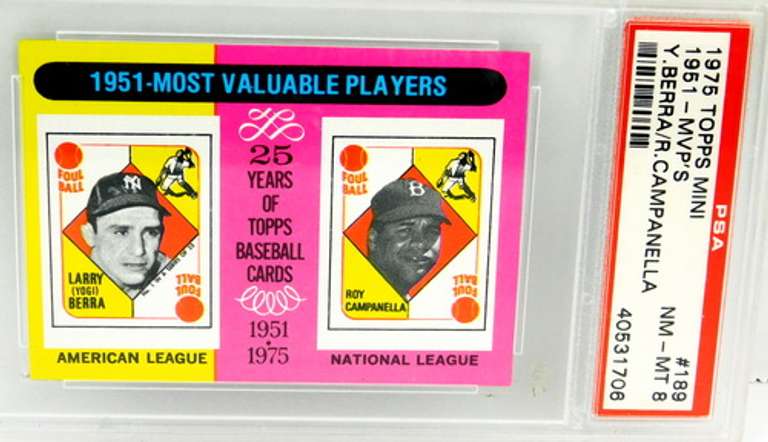 1951-MOST VALUABLE PLAYERS
FOUL
BALL
LARRY
(YOGI)
BERRA
FOUL
BALL
AMERICAN LEAGUE
25
YEARS
OF
TOPPS
BASEBALL
CARDS
1951
1975
FOUL
BALL
B
ROY
CAMPANELLA
FOUL
BALL
NATIONAL LEAGUE
PSA
1975 TOPPS MINI #189
1951 - MVP'S
Y.BERRA/R.CAMPANELLA NM - MT 8
40531706